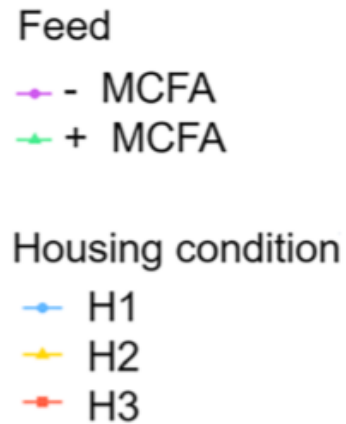 Feed
- MCFA
+ MCFA
Housing condition
H1
H2
H3